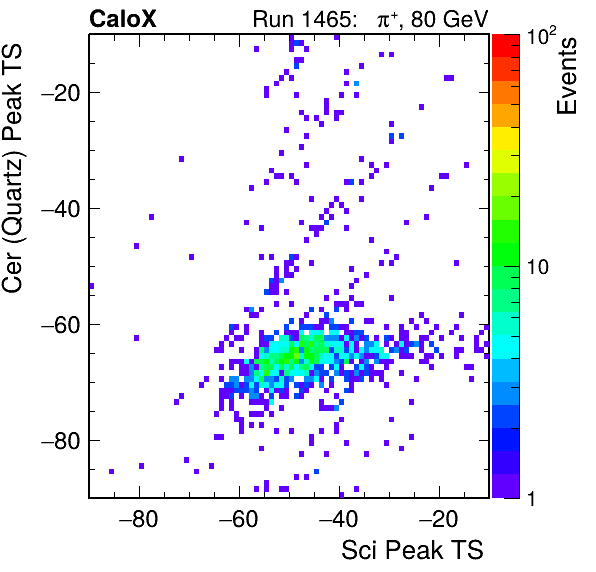 CaloX Run 1465: π⁺, 80 GeV
10²
10
1
Events
−20
−40
−60
−80
Cer (Quartz) Peak TS
−80 −60 −40 −20
Sci Peak TS